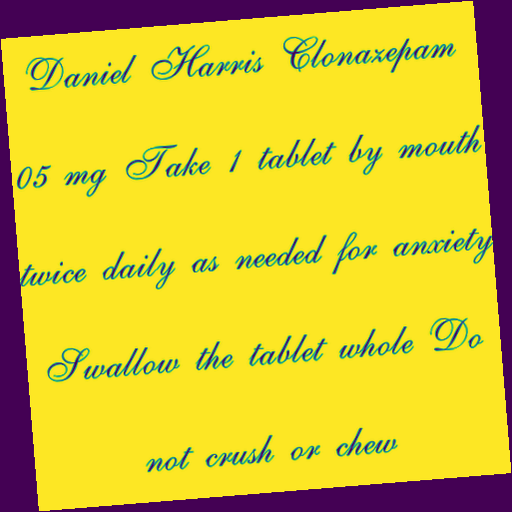 Daniel Harris Clonazepam
05 mg Take 1 tablet by mouth
twice daily as needed for anxiety
Swallow the tablet whole Do
not crush or chew